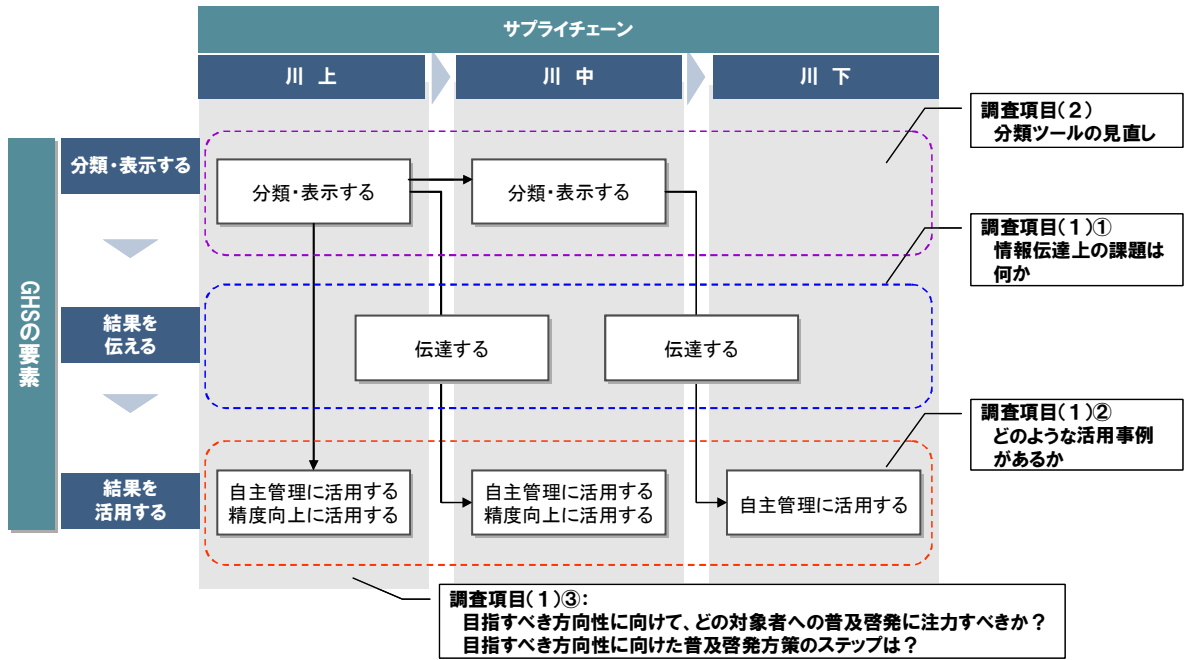 サプライチェーン
川 上
川 中
川 下
GHSの要素
分類・表示する
分類・表示する
分類・表示する
調査項目(2)
分類ツールの見直し
調査項目(1)①
情報伝達上の課題は
何か
結果を
伝える
伝達する
伝達する
調査項目(1)②
どのような活用事例
があるか
結果を
活用する
自主管理に活用する
精度向上に活用する
自主管理に活用する
精度向上に活用する
自主管理に活用する
調査項目(1)③:
目指すべき方向性に向けて、どの対象者への普及啓発に注力すべきか?
目指すべき方向性に向けた普及啓発方策のステップは?